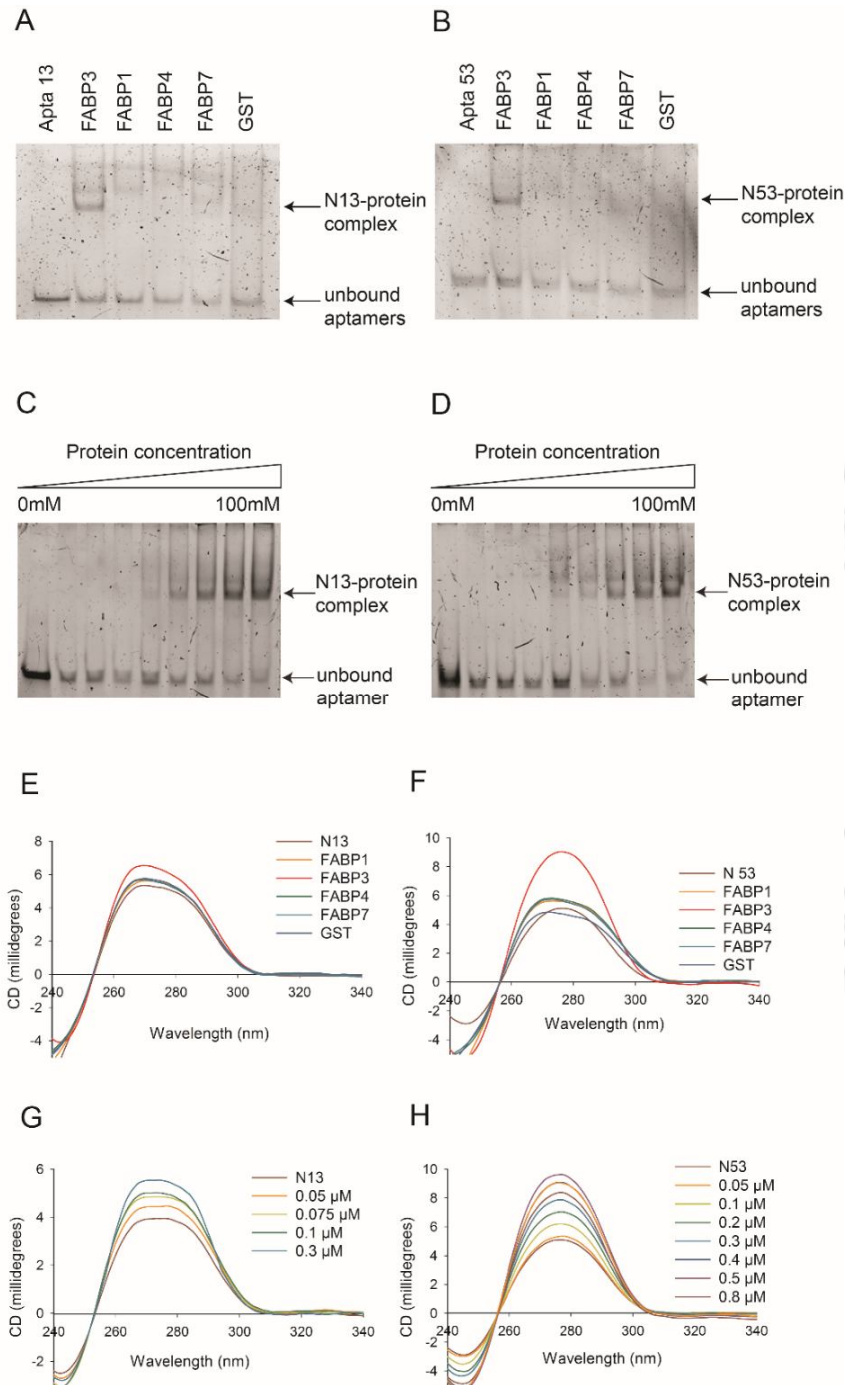 A
Apta 13
FABP3
FABP1
FABP4
FABP7
GST
N13-protein
complex
unbound
aptamers
B
Apta 53
FABP3
FABP1
FABP4
FABP7
GST
N53-protein
complex
unbound
aptamers
C
Protein concentration
0mM 100mM
N13-protein
complex
unbound
aptamer
D
Protein concentration
0mM 100mM
N53-protein
complex
unbound
aptamer
E
CD (millidegrees)
8
6
4
2
0
-2
-4
240 260 280 300 320 340
Wavelength (nm)
N13
FABP1
FABP3
FABP4
FABP7
GST
F
CD (millidegrees)
10
8
6
4
2
0
-2
-4
240 260 280 300 320 340
Wavelength (nm)
N 53
FABP1
FABP3
FABP4
FABP7
GST
G
CD (millidegrees)
6
4
2
0
-2
240 260 280 300 320 340
Wavelength (nm)
N13
0.05 µM
0.075 µM
0.1 µM
0.3 µM
H
CD (millidegrees)
10
8
6
4
2
0
-2
-4
240 260 280 300 320 340
Wavelength (nm)
N53
0.05 µM
0.1 µM
0.2 µM
0.3 µM
0.4 µM
0.5 µM
0.8 µM